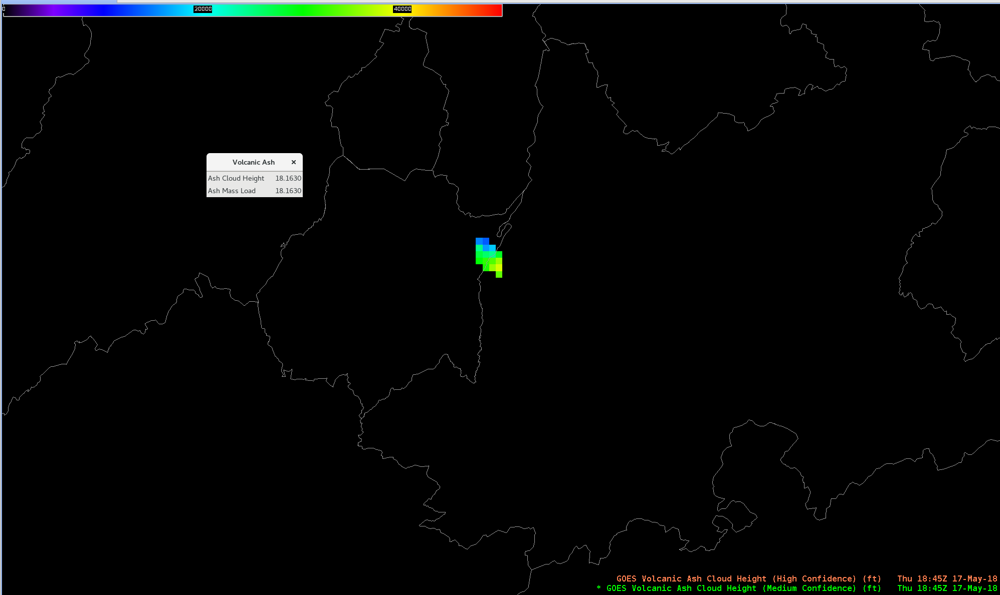 0 20000 40000
Volcanic Ash ×
Ash Cloud Height 18.1630
Ash Mass Load 18.1630
GOES Volcanic Ash Cloud Height (High Confidence) (ft) Thu 18:45Z 17-May-18
* GOES Volcanic Ash Cloud Height (Medium Confidence) (ft) Thu 18:45Z 17-May-18